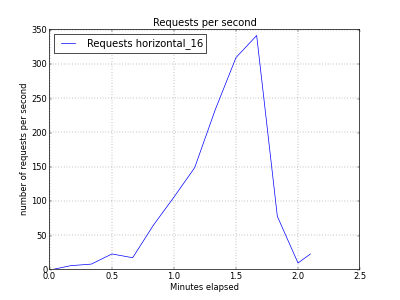 Requests per second
Requests horizontal_16
number of requests per second
350
300
250
200
150
100
50
0
0.0 0.5 1.0 1.5 2.0 2.5
Minutes elapsed